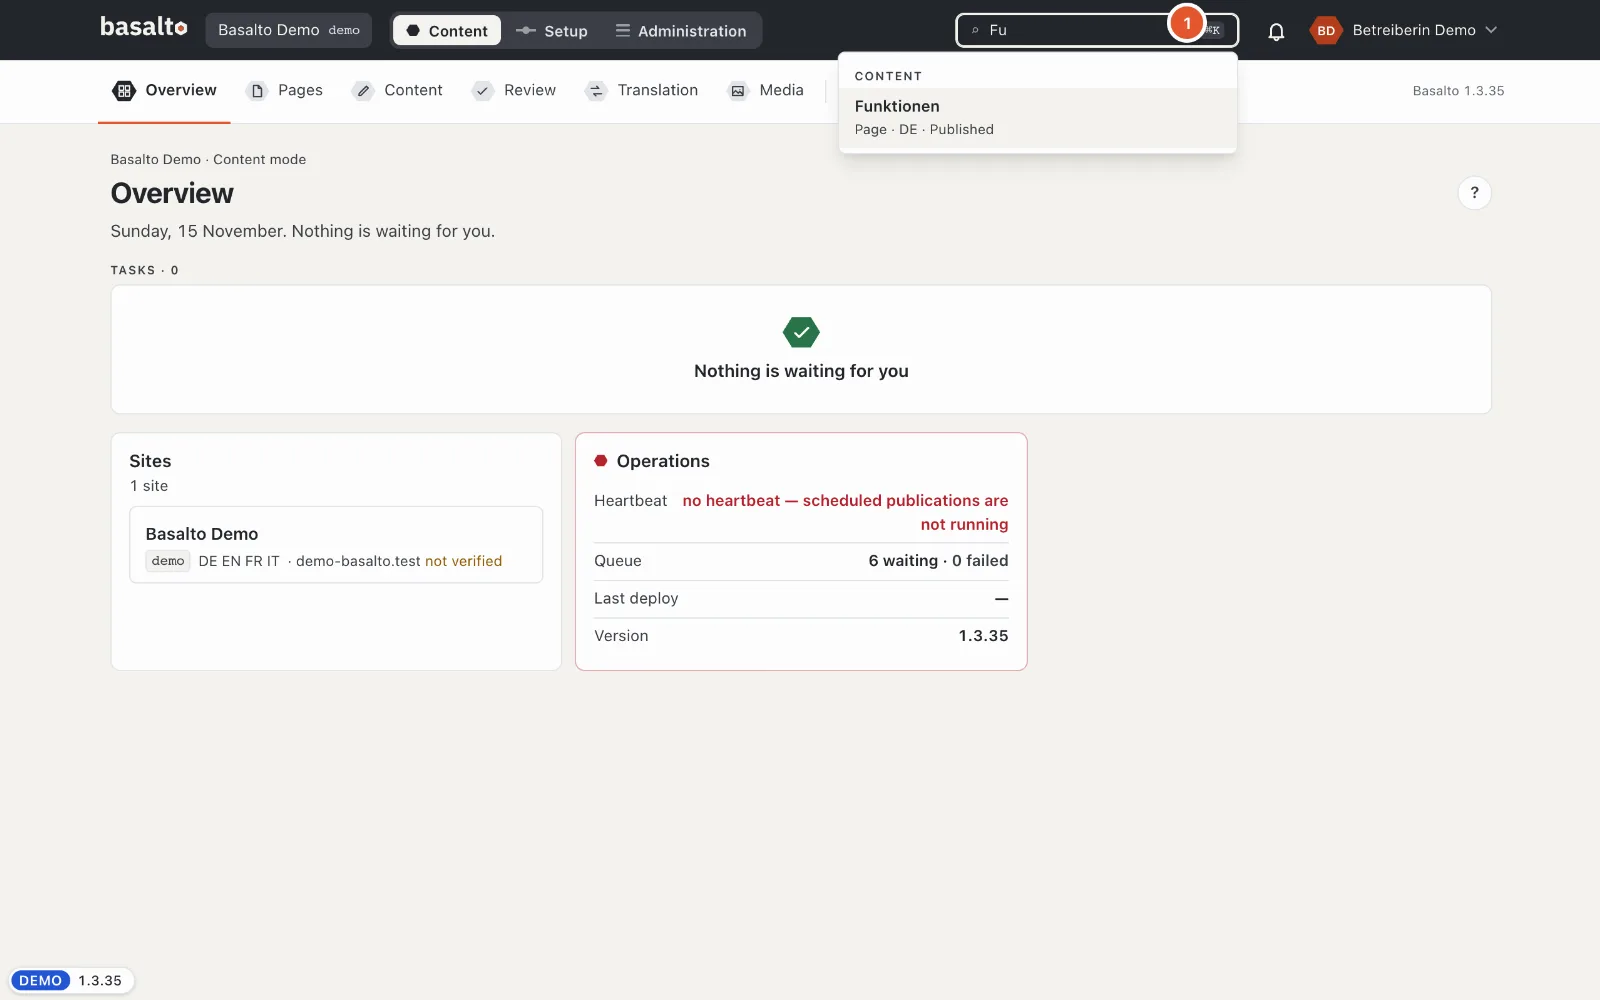 basalto
Basalto Demo demo
Content
Setup
Administration
Fu
1
K
Betreiberin Demo
BD
Overview
Pages
Content
Review
Translation
Media
Basalto 1.3.35
CONTENT
Funktionen
Page · DE · Published
Basalto Demo · Content mode
Overview
?
Sunday, 15 November. Nothing is waiting for you.
TASKS · 0
Nothing is waiting for you
Sites
1 site
Basalto Demo
demo DE EN FR IT · demo-basalto.test not verified
Operations
Heartbeat no heartbeat — scheduled publications are
not running
Queue 6 waiting · 0 failed
Last deploy —
Version 1.3.35
DEMO 1.3.35